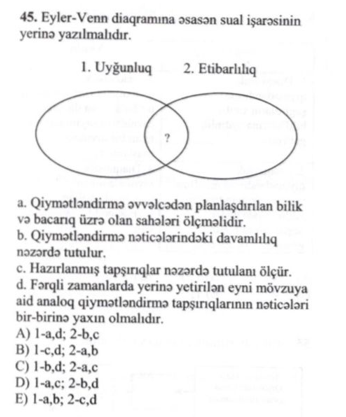 45. Eyler-Venn diaqramına əsasən sual işarəsinin
yerinə yazılmalıdır.
1. Uyğunluq 2. Etibarlılıq
?
a. Qiymətləndirmə əvvəlcədən planlaşdırılan bilik
və bacarıq üzrə olan sahələri ölçməlidir.
b. Qiymətləndirmə nəticələrindəki davamlılıq
nəzərdə tutulur.
c. Hazırlanmış tapşırıqlar nəzərdə tutulanı ölçür.
d. Fərqli zamanlarda yerinə yetirilən eyni mövzuya
aid analoq qiymətləndirmə tapşırıqlarının nəticələri
bir-birinə yaxın olmalıdır.
A) 1-a,d; 2-b,c
B) 1-c,d; 2-a,b
C) 1-b,d; 2-a,c
D) 1-a,c; 2-b,d
E) 1-a,b; 2-c,d